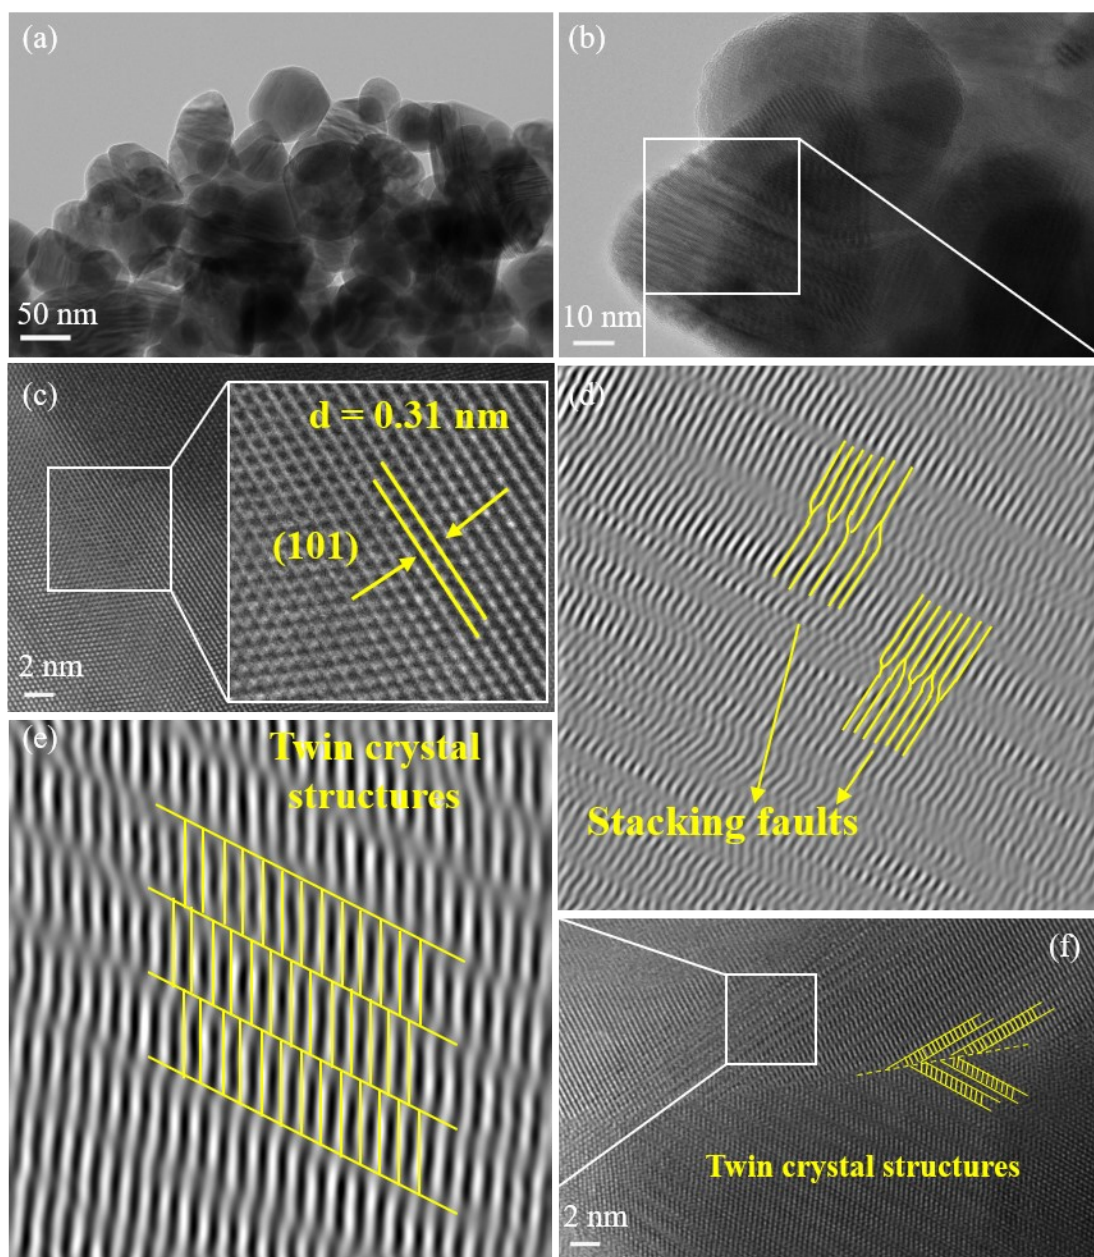 (a)
50 nm
(b)
10 nm
(c)
d = 0.31 nm
(101)
2 nm
(d)
Stacking faults
(e)
Twin crystal
structures
(f)
Twin crystal structures
2 nm